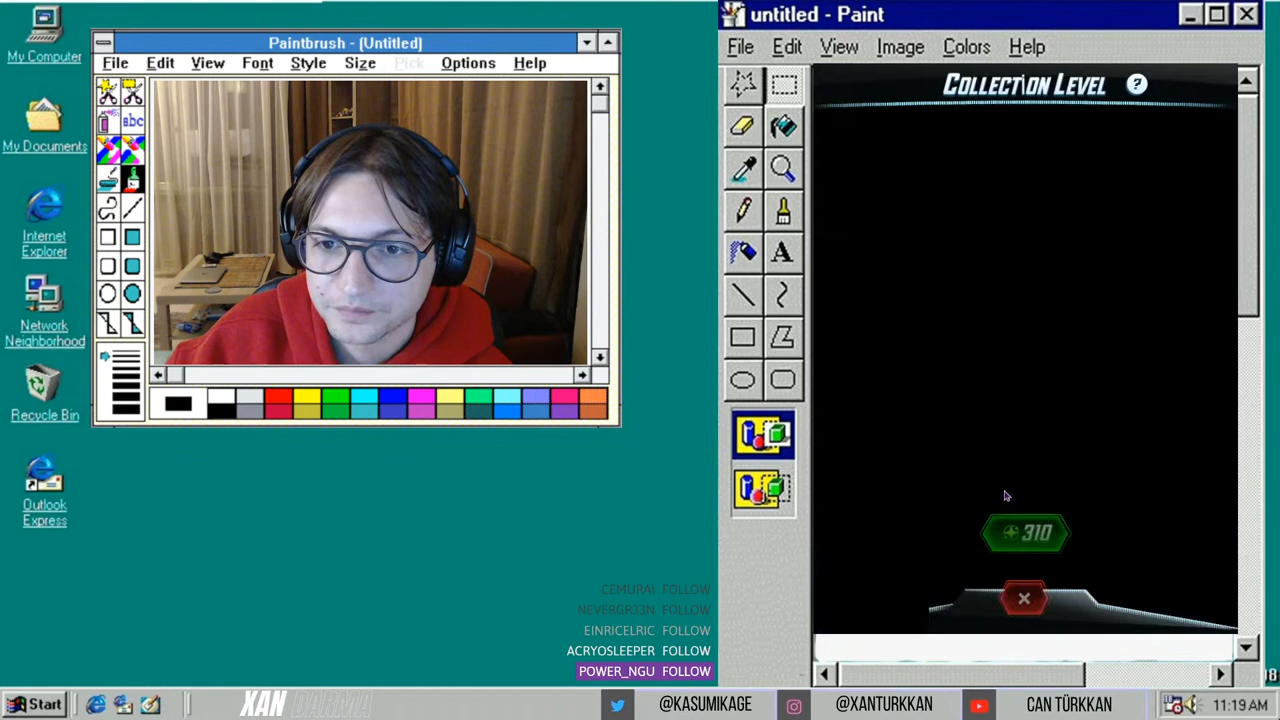 My Computer
My Documents
Internet
Explorer
Network
Neighborhood
Recycle Bin
Outlook
Express
Paintbrush - (Untitled)
File Edit View Font Style Size Pick Options Help
abc
untitled - Paint
File Edit View Image Colors Help
A
COLLECTION LEVEL ?
310
CEMURAI FOLLOW
NEVERGR33N FOLLOW
EINRICELRIC FOLLOW
ACRYOSLEEPER FOLLOW
POWER_NGU FOLLOW
Start
XAN DARMA
@KASUMIKAGE
@XANTURKKAN
CAN TÜRKKAN
11:19 AM